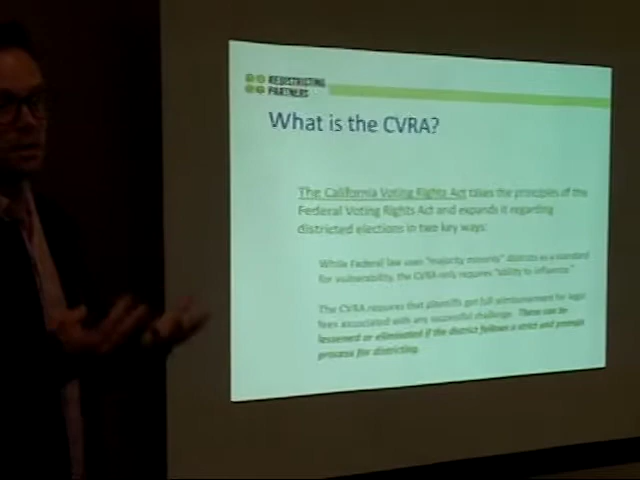 REDISTRICTING
PARTNERS
What is the CVRA?
The California Voting Rights Act takes the principles of the
Federal Voting Rights Act and expands it regarding
districted elections in two key ways:
While Federal law uses "majority minority" districts as a standard
for vulnerability, the CVRA only requires "ability to influence."
The CVRA requires that plaintiffs get full reimbursement for legal
fees associated with any successful challenge. These can be
lessened or eliminated if the district follows a strict and
process for districting.